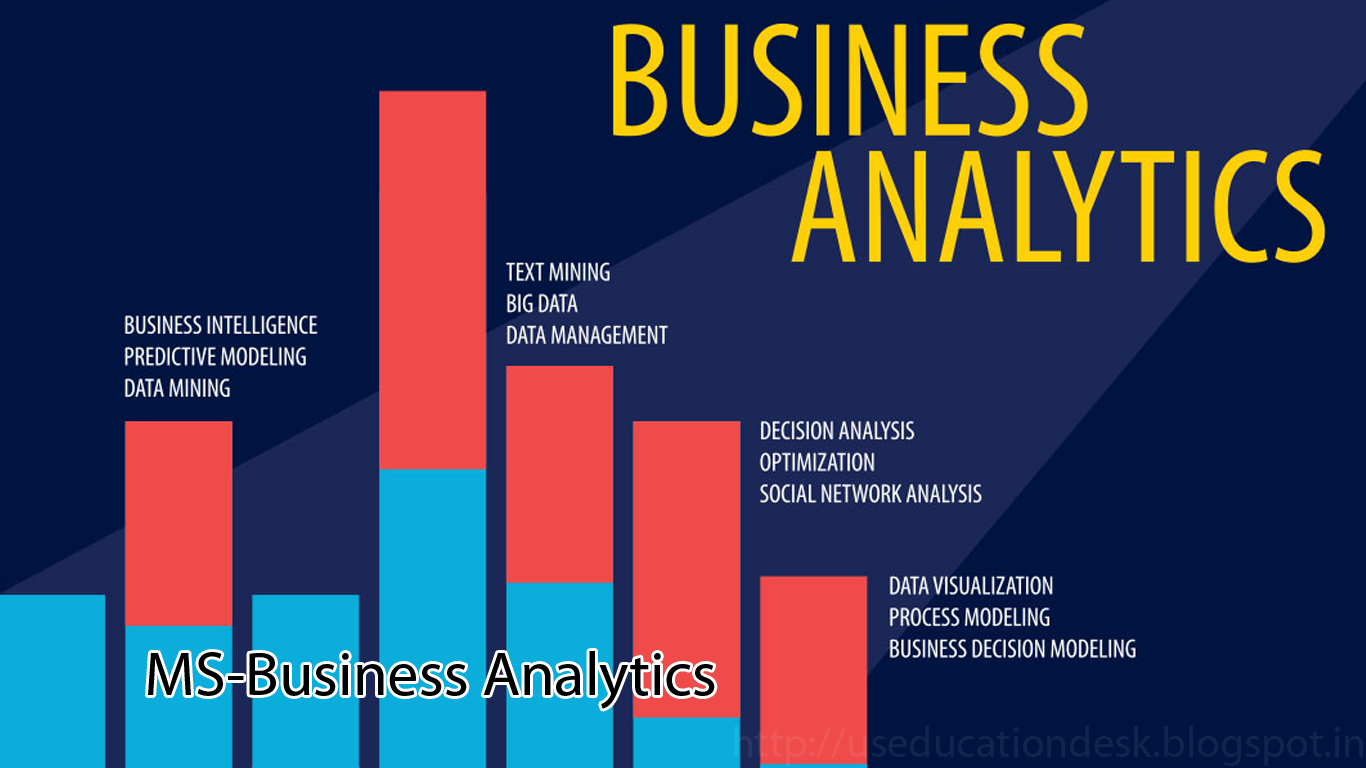 BUSINESS
ANALYTICS
TEXT MINING
BIG DATA
DATA MANAGEMENT
BUSINESS INTELLIGENCE
PREDICTIVE MODELING
DATA MINING
DECISION ANALYSIS
OPTIMIZATION
SOCIAL NETWORK ANALYSIS
DATA VISUALIZATION
PROCESS MODELING
BUSINESS DECISION MODELING
MS-Business Analytics
http://useducationdesk.blogspot.in